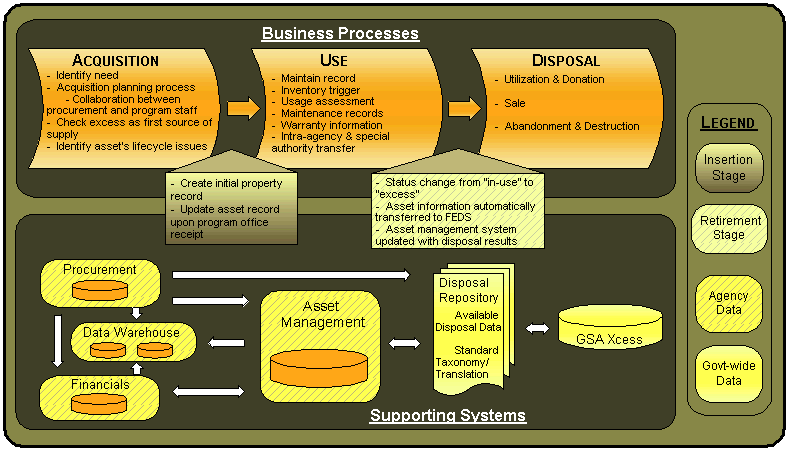 Business Processes
ACQUISITION
- Identify need
- Acquisition planning process
- Collaboration between
procurement and program staff
- Check excess as first source of
supply
- Identify asset's lifecycle issues
USE
- Maintain record
- Inventory trigger
- Usage assessment
- Maintenance records
- Warranty information
- Intra-agency & special
authority transfer
DISPOSAL
- Utilization & Donation
- Sale
- Abandonment & Destruction
- Create initial property
record
- Update asset record
upon program office
receipt
- Status change from "in-use" to
"excess"
- Asset information automatically
transferred to FEDS
- Asset management system
updated with disposal results
LEGEND
Insertion
Stage
Retirement
Stage
Agency
Data
Govt-wide
Data
Procurement
Data Warehouse
Financials
Asset
Management
Disposal
Repository
Available
Disposal Data
Standard
Taxonomy/
Translation
GSA Xcess
Supporting Systems